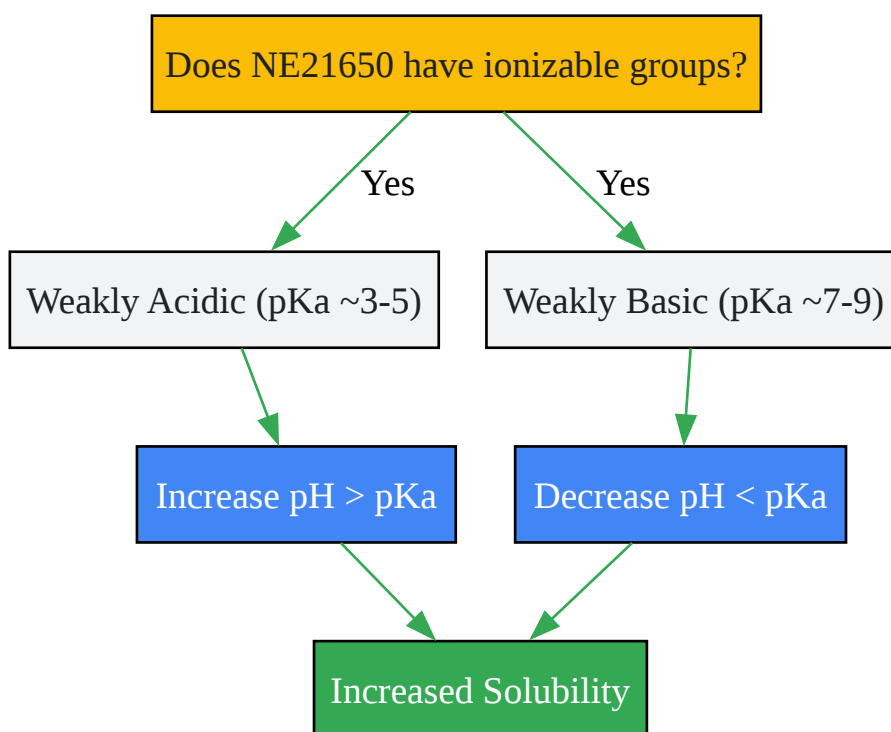 Does NE21650 have ionizable groups?
Yes
Yes
Weakly Acidic (pKa ~3-5)
Weakly Basic (pKa ~7-9)
Increase pH > pKa
Decrease pH < pKa
Increased Solubility